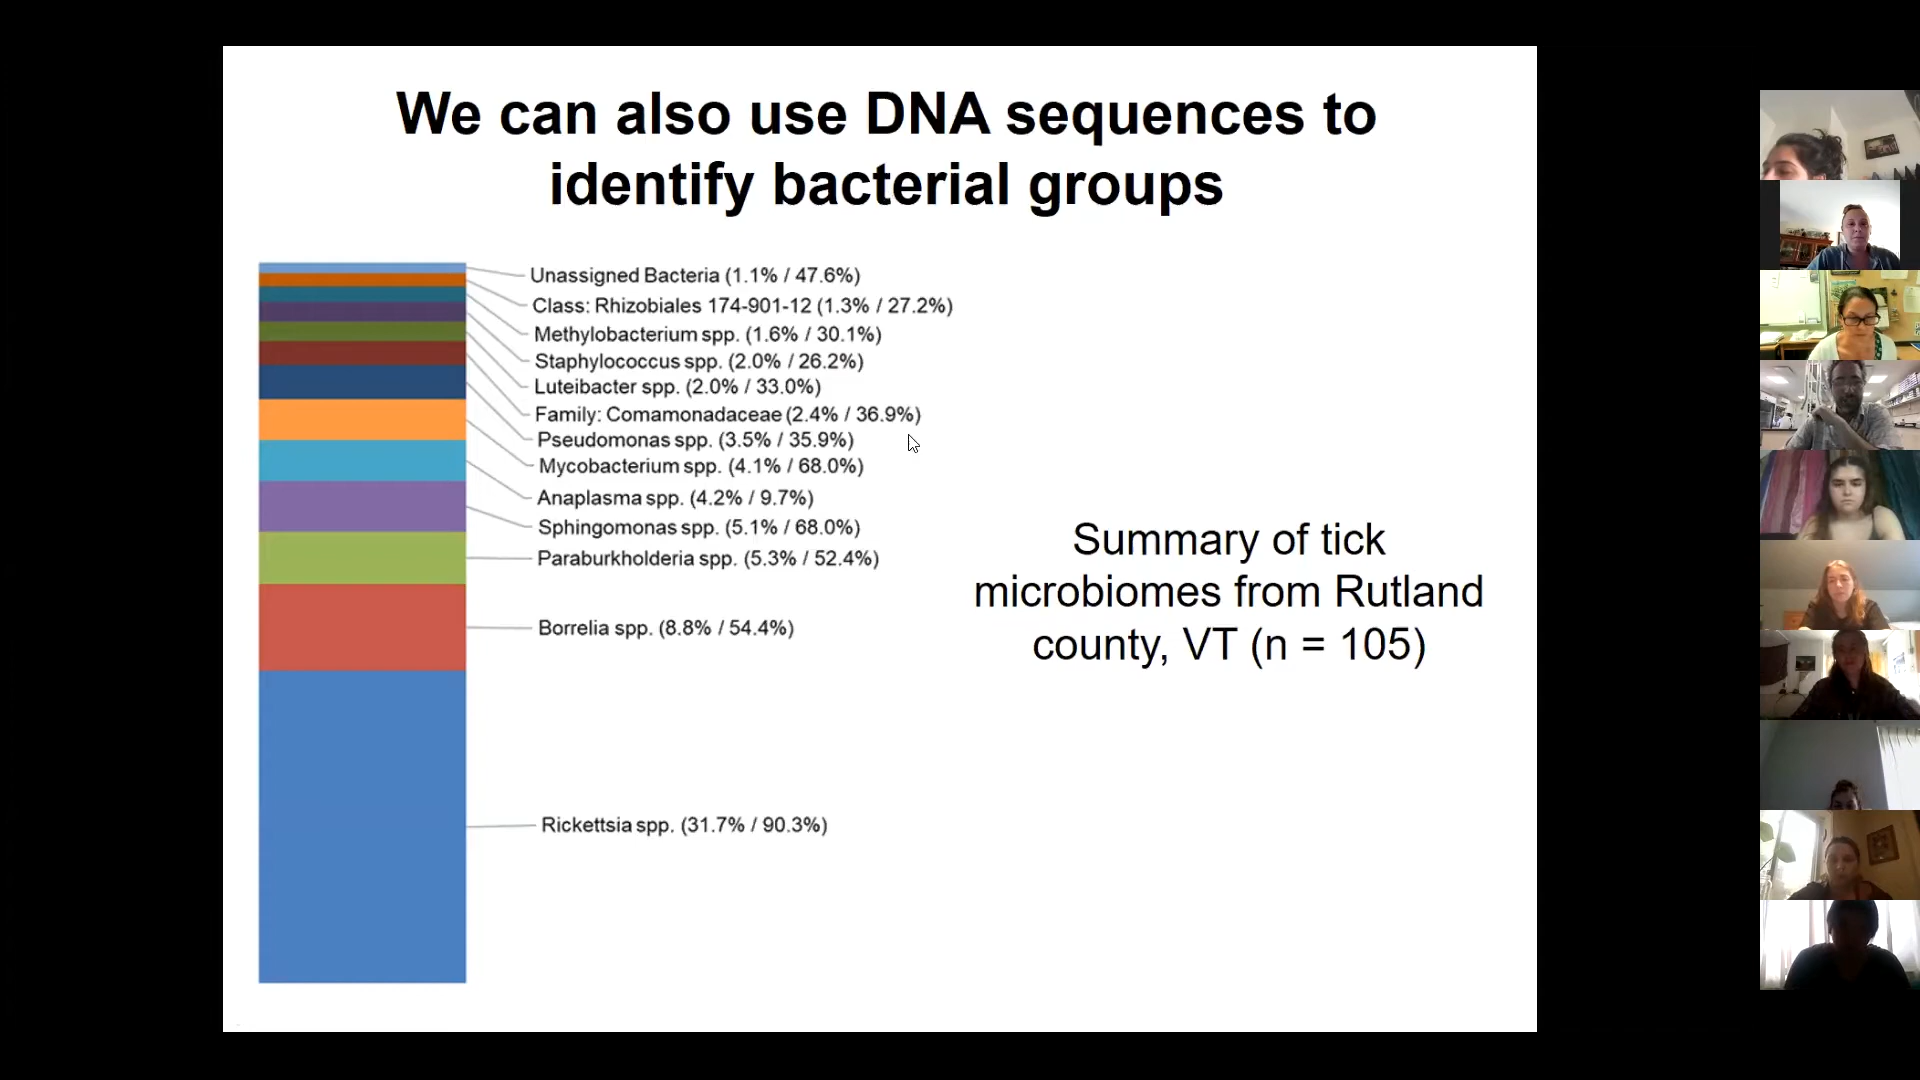 We can also use DNA sequences to
identify bacterial groups
Unassigned Bacteria (1.1% / 47.6%)
Class: Rhizobiales 174-901-12 (1.3% / 27.2%)
Methylobacterium spp. (1.6% / 30.1%)
Staphylococcus spp. (2.0% / 26.2%)
Luteibacter spp. (2.0% / 33.0%)
Family: Comamonadaceae (2.4% / 36.9%)
Pseudomonas spp. (3.5% / 35.9%)
Mycobacterium spp. (4.1% / 68.0%)
Anaplasma spp. (4.2% / 9.7%)
Sphingomonas spp. (5.1% / 68.0%)
Paraburkholderia spp. (5.3% / 52.4%)
Borrelia spp. (8.8% / 54.4%)
Rickettsia spp. (31.7% / 90.3%)
Summary of tick
microbiomes from Rutland
county, VT (n = 105)